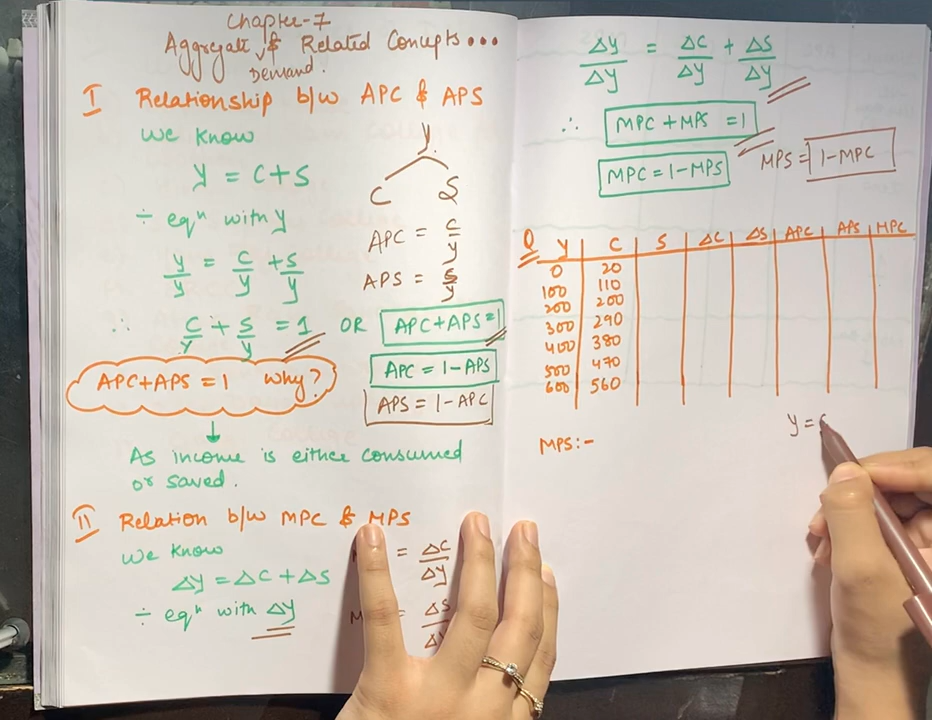 Chapter-7
Aggregate & Related Concepts...
Demand.
I Relationship b/w APC & APS
We know
y = C+S
÷ eqⁿ with y
y/y = C/y + S/y
∴ C/y + S/y = 1 OR APC+APS=1
APC+APS=1 why?
↓
As income is either consumed
or saved.
y
C S
APC = C/y
APS = S/y
APC = 1-APS
APS = 1-APC
II Relation b/w MPC & MPS
We know
Δy = ΔC + ΔS
÷ eqⁿ with Δy
= ΔC/Δy
= ΔS
Δy/Δy = ΔC/Δy + ΔS/Δy
∴ MPC + MPS = 1
MPC = 1-MPS
MPS = 1-MPC
Q Y C S ΔC ΔS APC APS MPC
0 20
100 110
200 200
300 290
400 380
500 470
600 560
MPS:-
y =